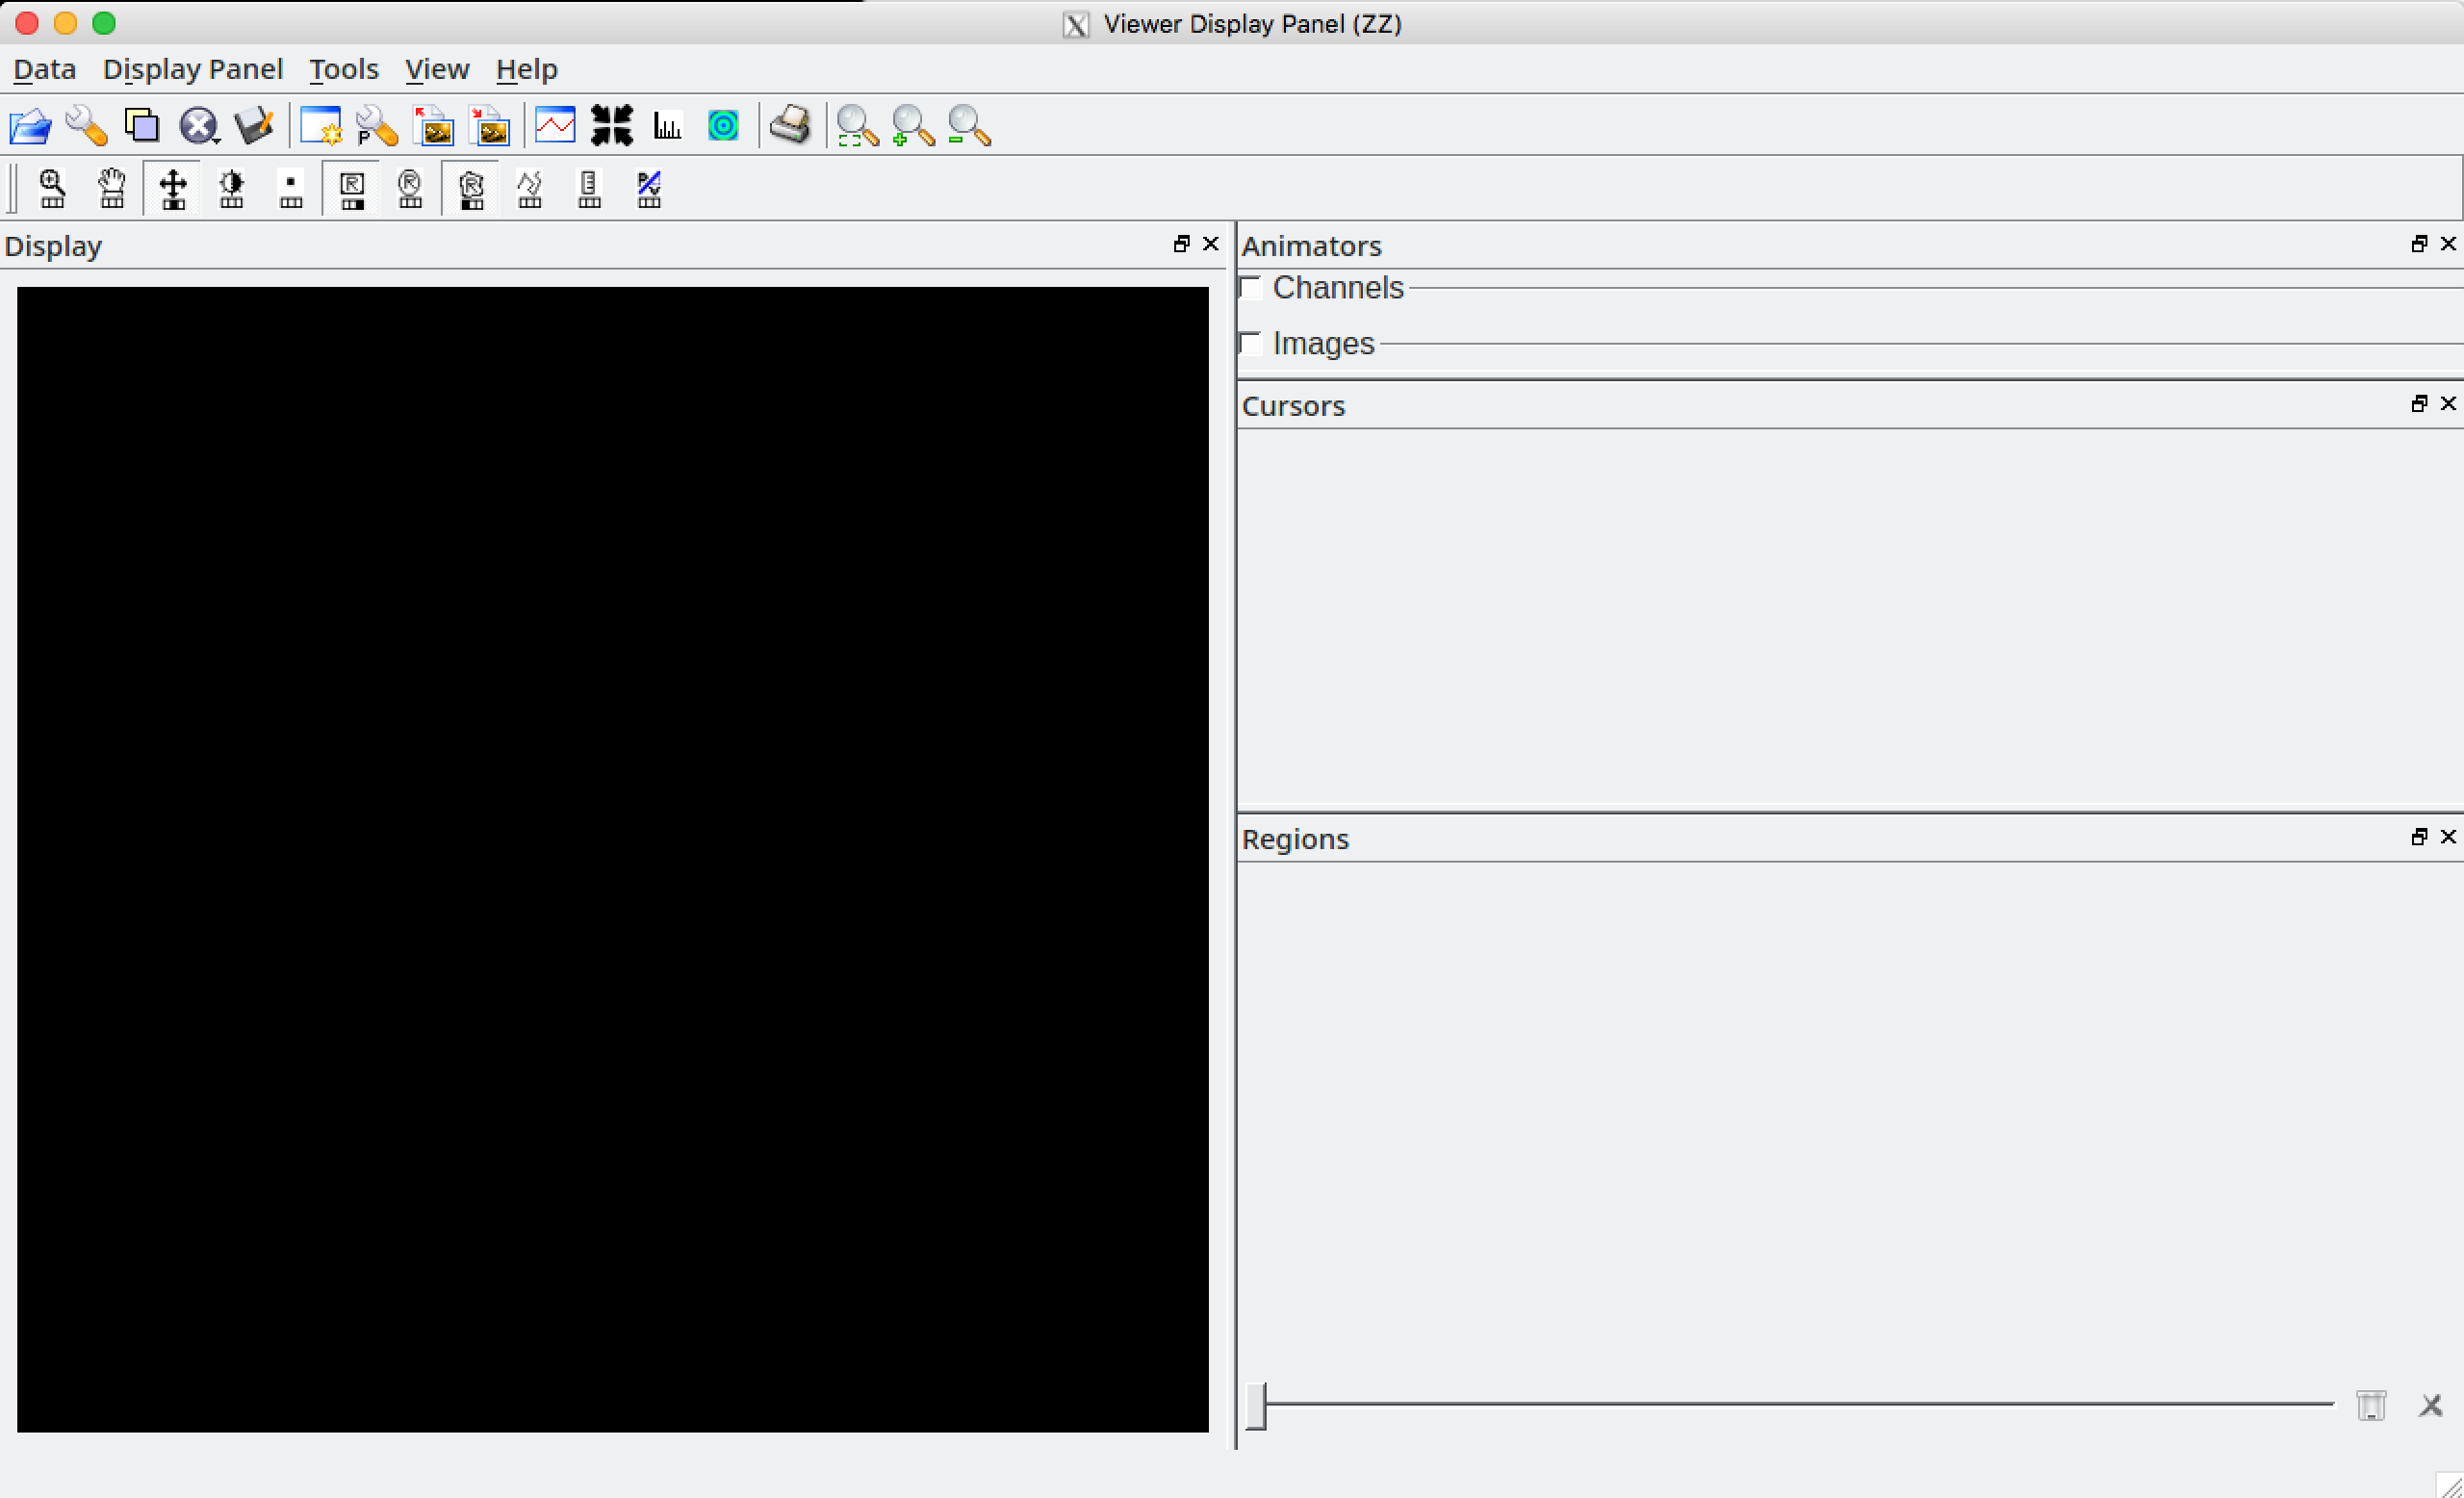 Viewer Display Panel (ZZ)
Data Display Panel Tools View Help
Display
Animators
Channels
Images
Cursors
Regions